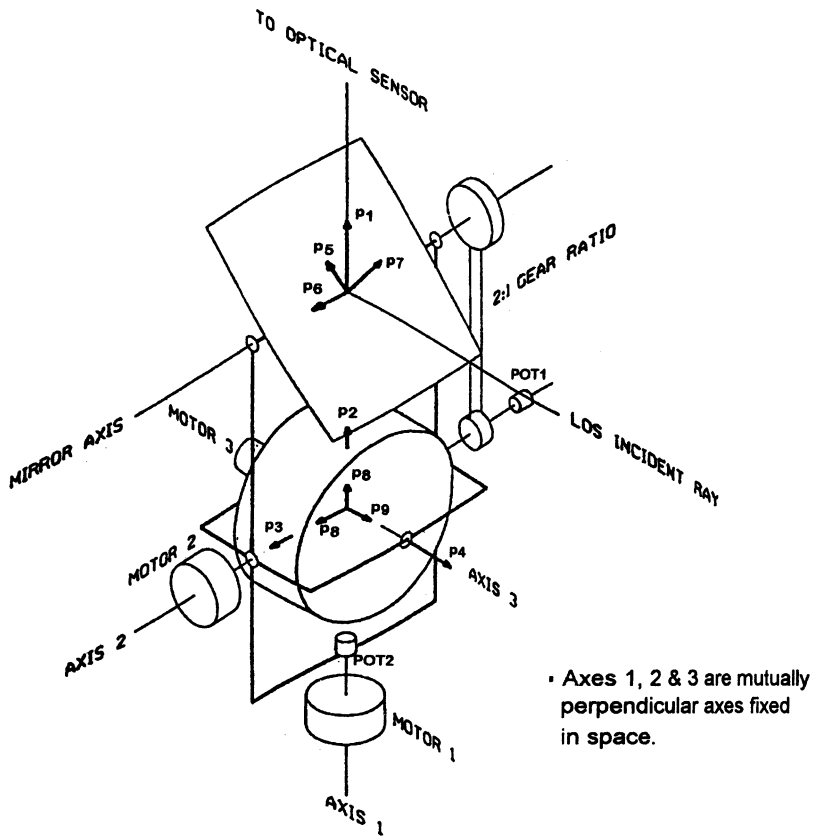 TO OPTICAL SENSOR
P1
P5
P7
P6
2:1 GEAR RATIO
POT1
MIRROR AXIS
MOTOR 3
P2
LOS INCIDENT RAY
P8
P9
P3
P8
P4
MOTOR 2
AXIS 3
AXIS 2
POT2
MOTOR 1
AXIS 1
· Axes 1, 2 & 3 are mutually
perpendicular axes fixed
in space.